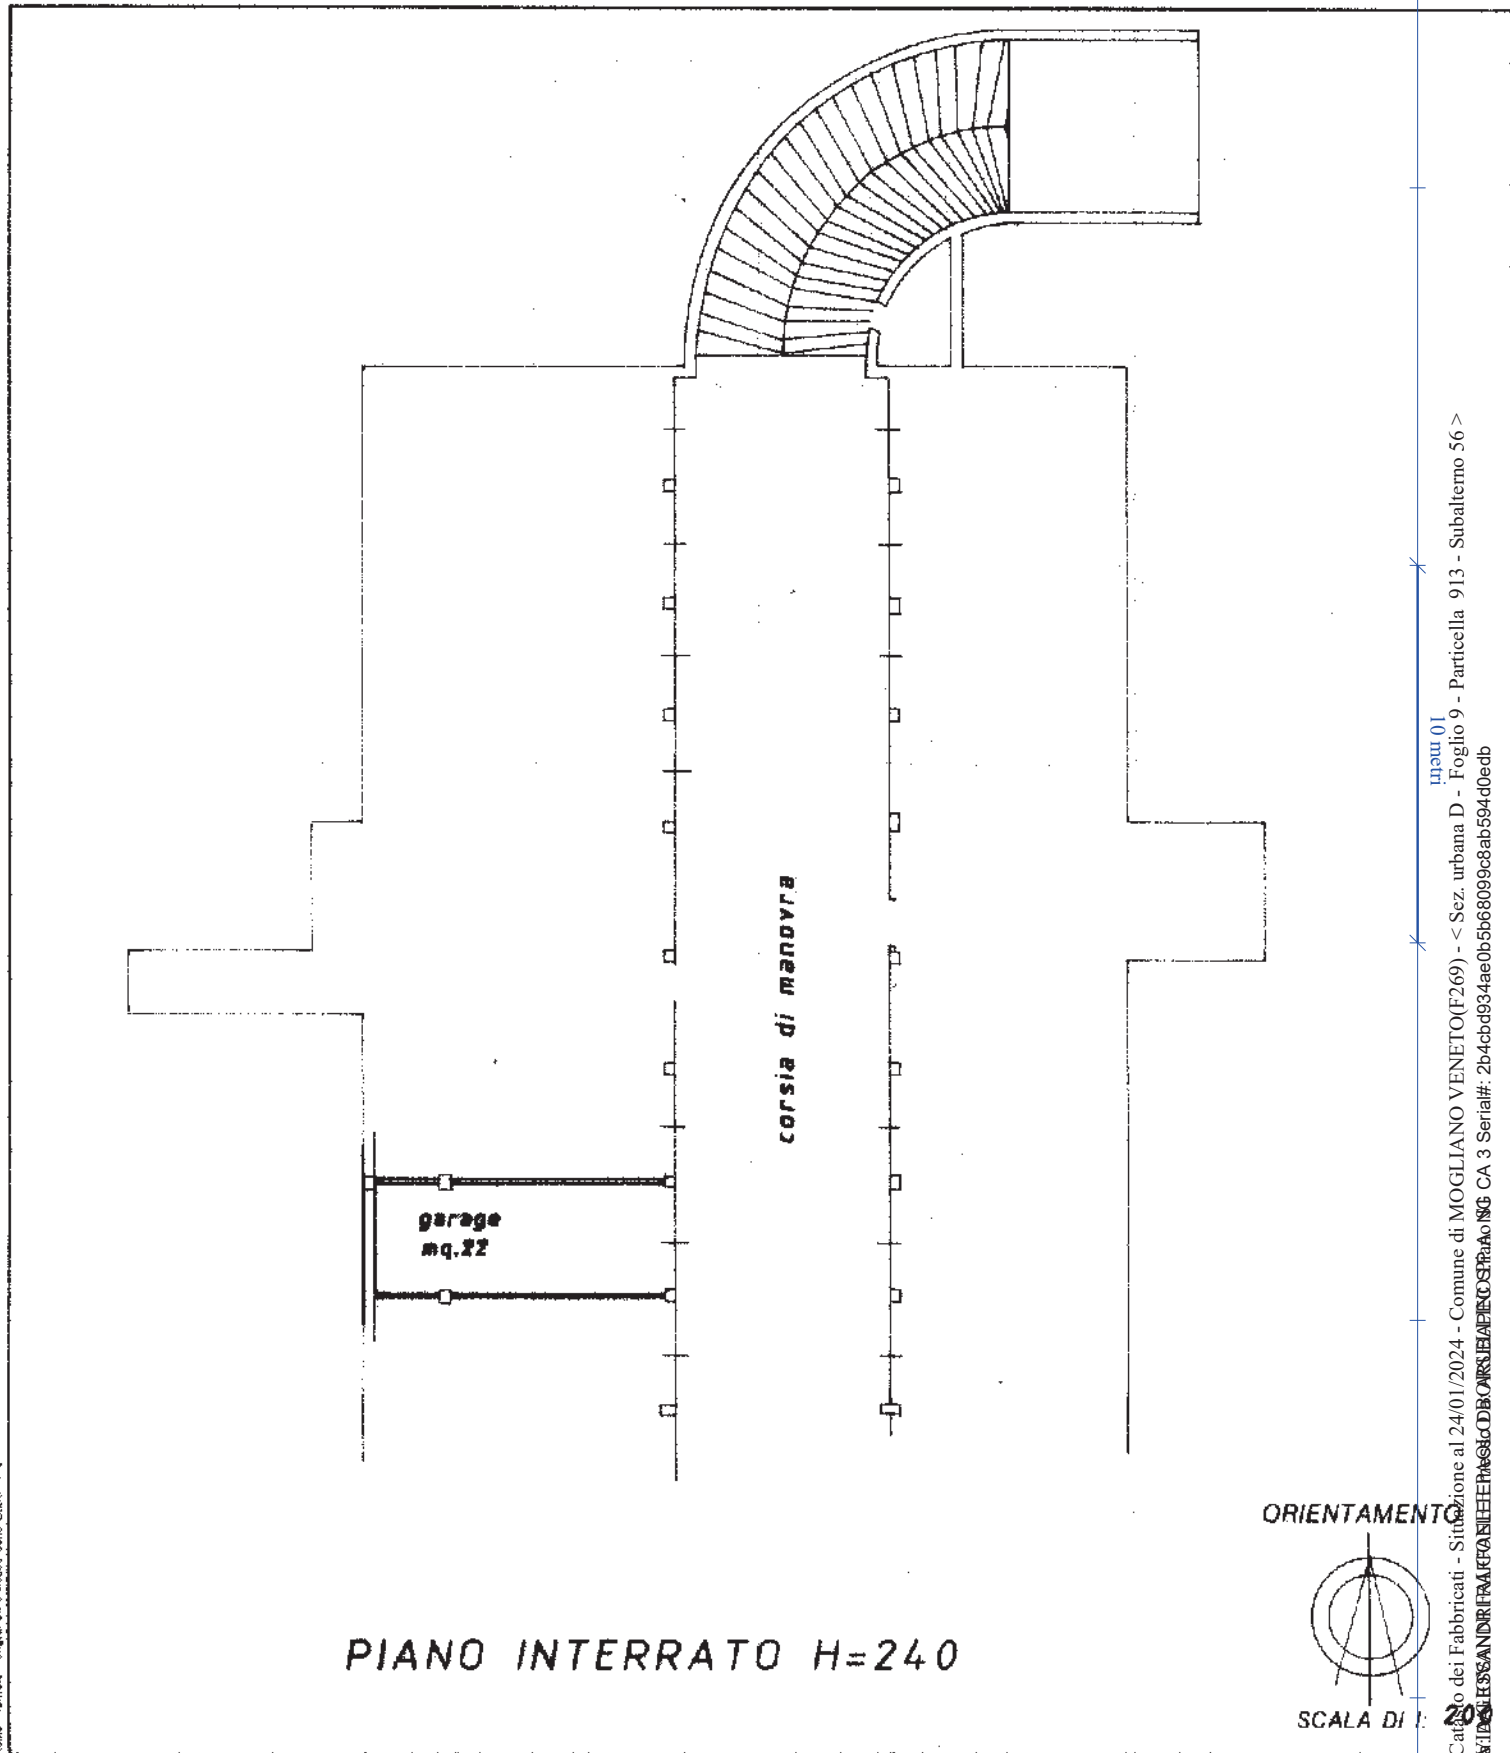 corsia di manovra
garage
mq.22
PIANO INTERRATO H=240
ORIENTAMENTO
SCALA DI 1: 200
10 metri
Catasto dei Fabbricati - Situazione al 24/01/2024 - Comune di MOGLIANO VENETO(F269) - < Sez. urbana D - Foglio 9 - Particella 913 - Subalterno 56 >
CA 3 Serial#: 2b4cbd934ae0b5b68099c8ab594d0edb